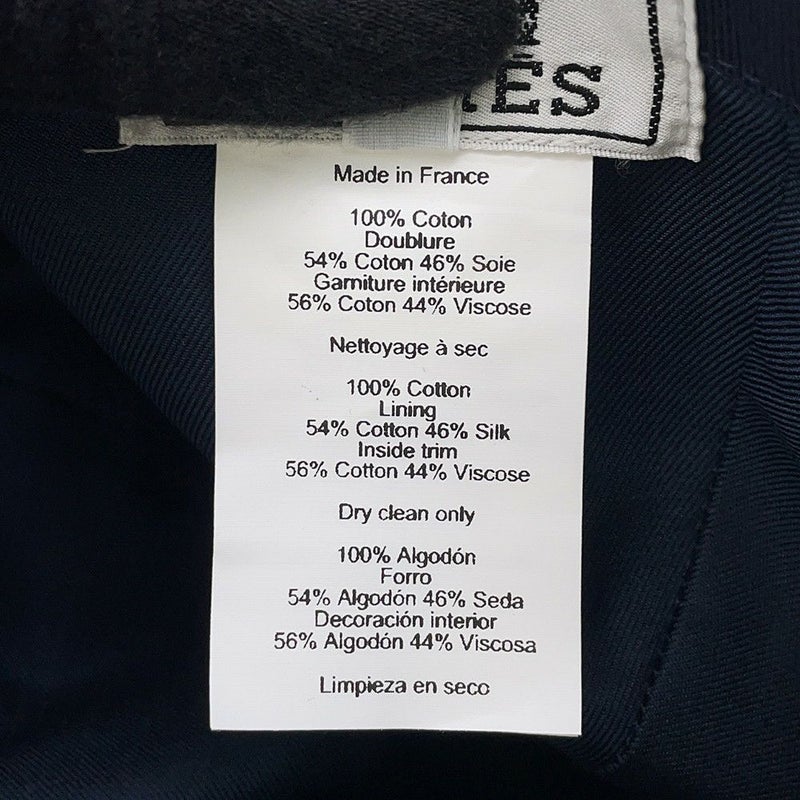 ES
Made in France
100% Coton
Doublure
54% Coton 46% Soie
Garniture intérieure
56% Coton 44% Viscose
Nettoyage à sec
100% Cotton
Lining
54% Cotton 46% Silk
Inside trim
56% Cotton 44% Viscose
Dry clean only
100% Algodón
Forro
54% Algodón 46% Seda
Decoración interior
56% Algodón 44% Viscosa
Limpieza en seco